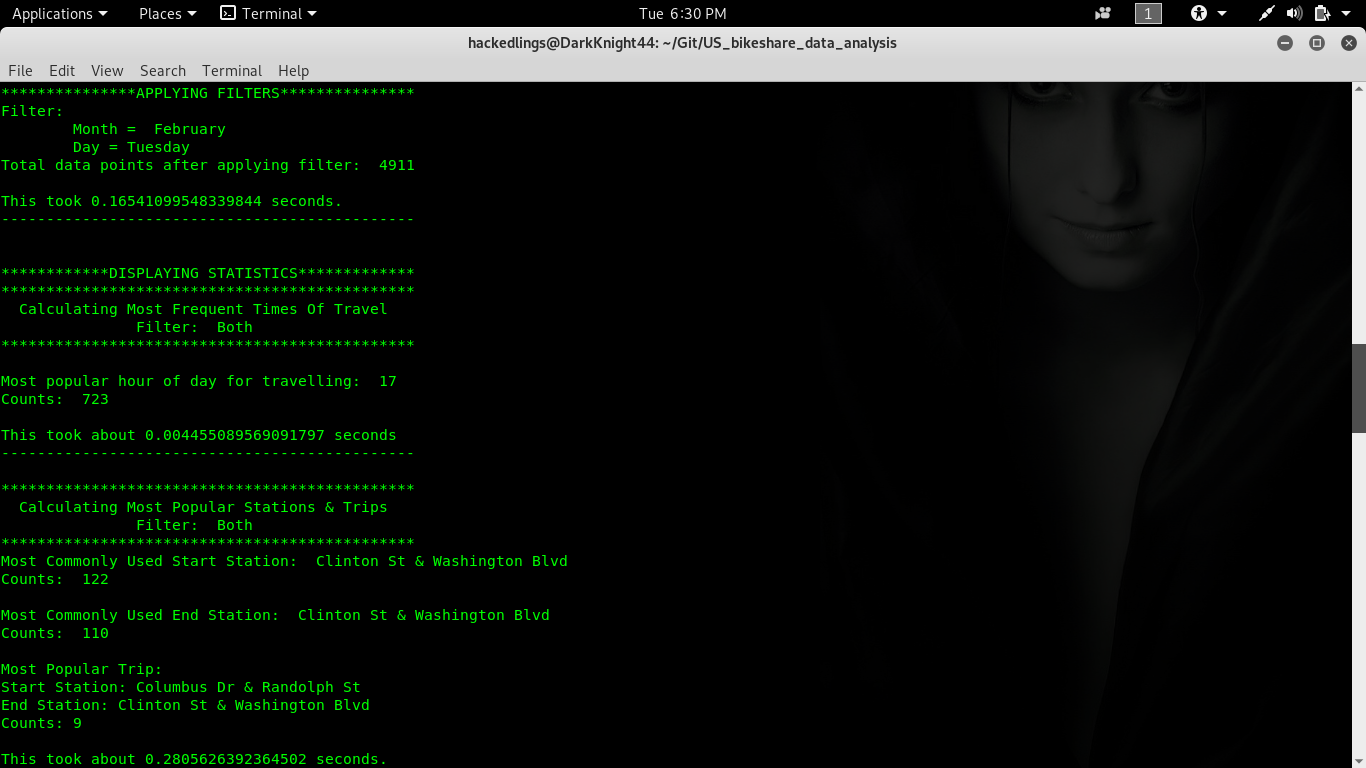 Applications Places Terminal Tue 6:30 PM 1
hackedlings@DarkKnight44: ~/Git/US_bikeshare_data_analysis
File Edit View Search Terminal Help
***************APPLYING FILTERS***************
Filter:
        Month =  February
        Day = Tuesday
Total data points after applying filter:  4911
This took 0.16541099548339844 seconds.
----------------------------------------------
************DISPLAYING STATISTICS*************
**********************************************
  Calculating Most Frequent Times Of Travel
               Filter:  Both
**********************************************
Most popular hour of day for travelling:  17
Counts:  723
This took about 0.004455089569091797 seconds
----------------------------------------------
**********************************************
  Calculating Most Popular Stations & Trips
               Filter:  Both
**********************************************
Most Commonly Used Start Station:  Clinton St & Washington Blvd
Counts:  122
Most Commonly Used End Station:  Clinton St & Washington Blvd
Counts:  110
Most Popular Trip:
Start Station: Columbus Dr & Randolph St
End Station: Clinton St & Washington Blvd
Counts: 9
This took about 0.2805626392364502 seconds.